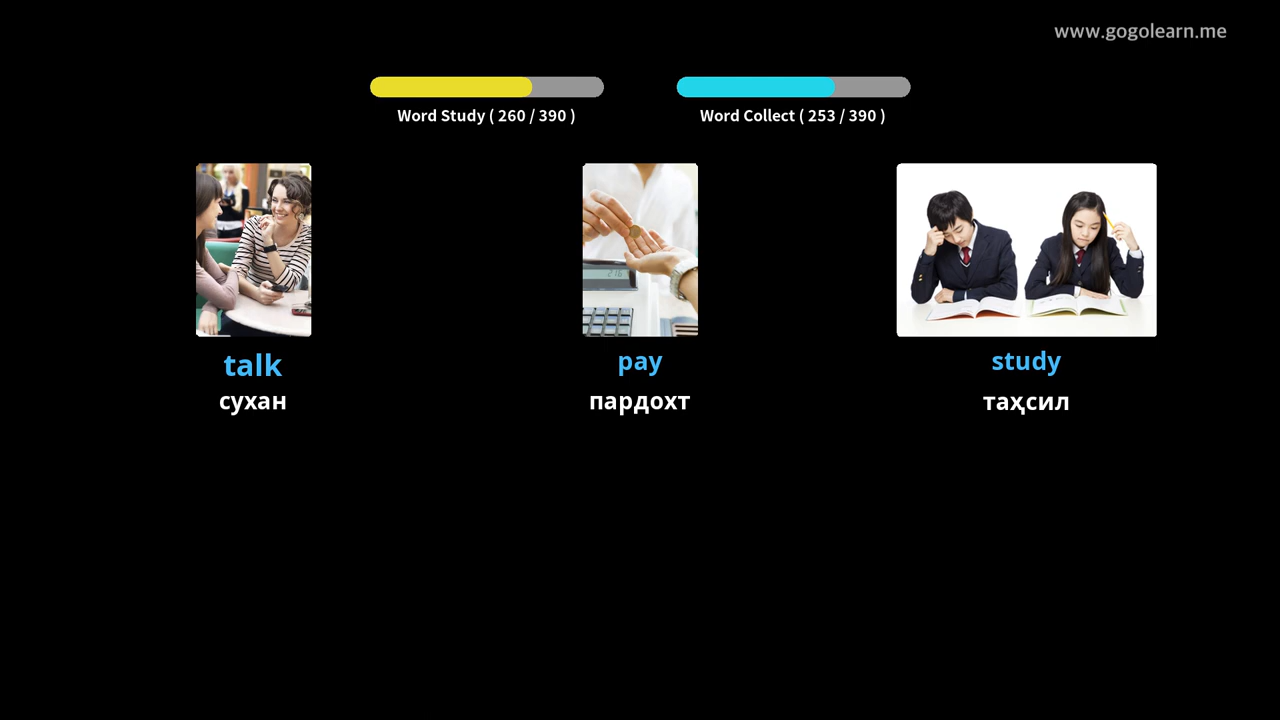 www.gogolearn.me
Word Study ( 260 / 390 )
Word Collect ( 253 / 390 )
talk
pay
study
сухан
пардохт
таҳсил